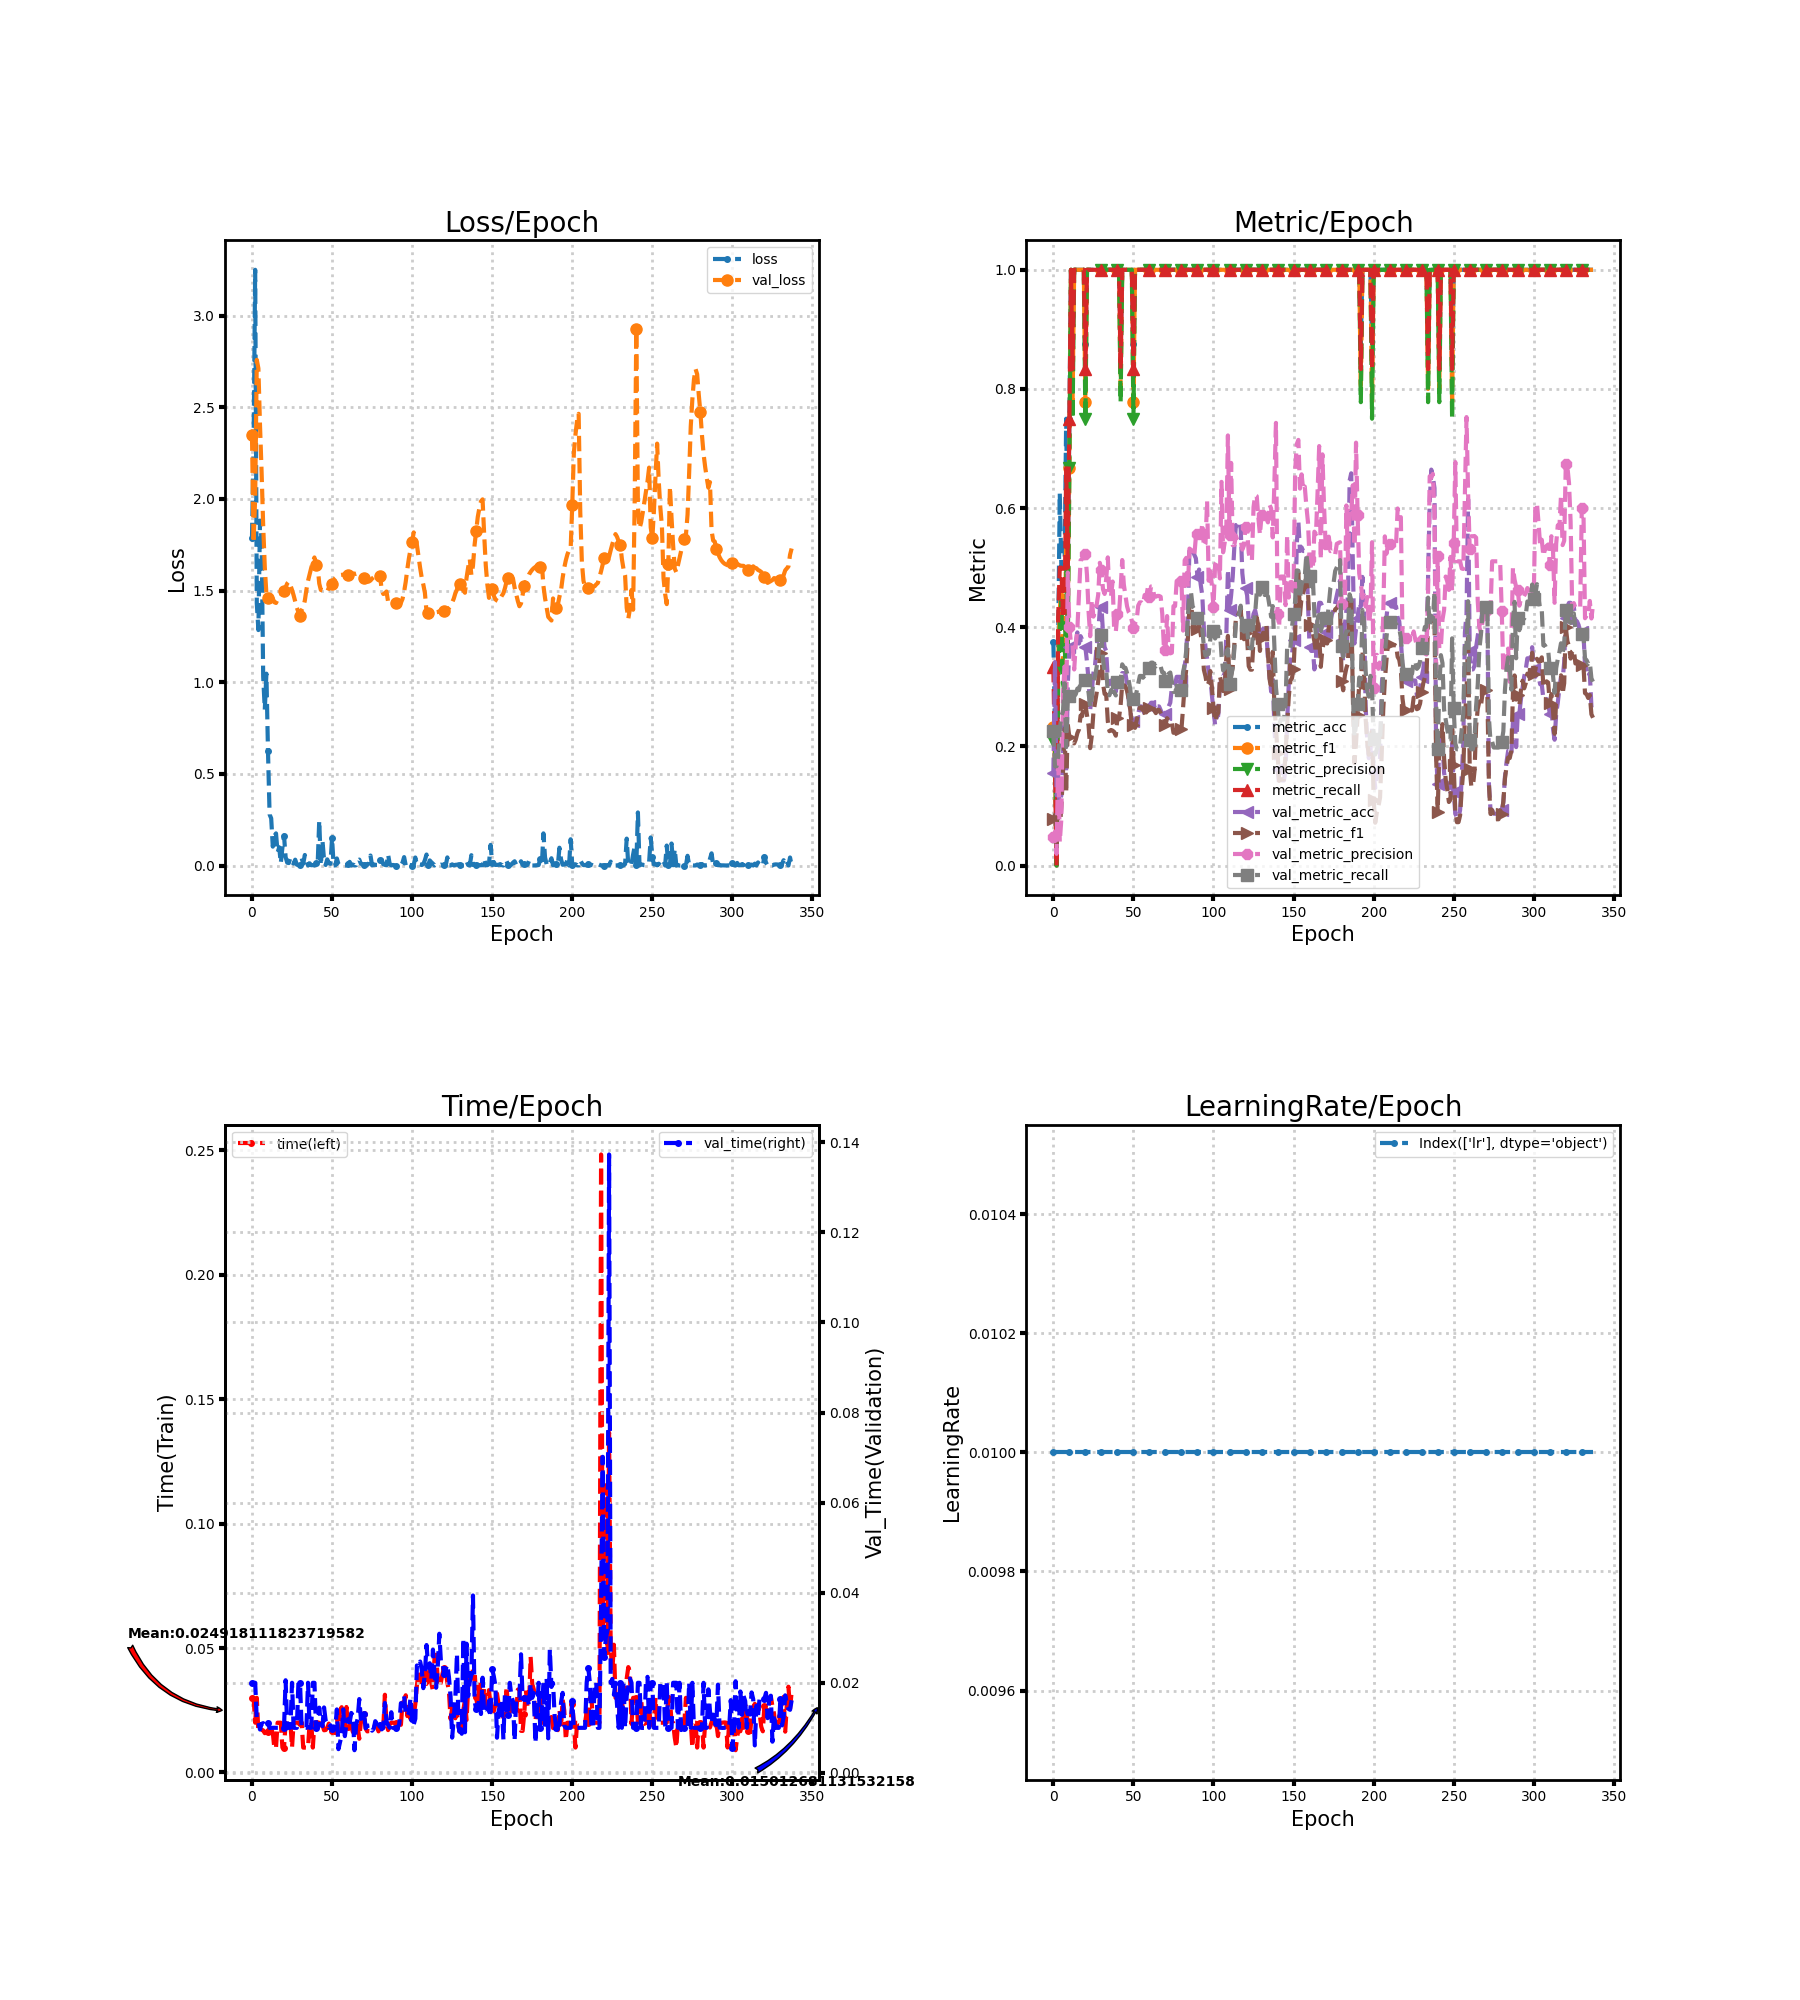 Loss/Epoch
loss
val_loss
Loss
3.0
2.5
2.0
1.5
1.0
0.5
0.0
0 50 100 150 200 250 300 350
Epoch
Metric/Epoch
Metric
1.0
0.8
0.6
0.4
0.2
0.0
metric_acc
metric_f1
metric_precision
metric_recall
val_metric_acc
val_metric_f1
val_metric_precision
val_metric_recall
0 50 100 150 200 250 300 350
Epoch
Time/Epoch
time(left)
val_time(right)
Time(Train)
0.25
0.20
0.15
0.10
0.05
0.00
Val_Time(Validation)
0.14
0.12
0.10
0.08
0.06
0.04
0.02
0.00
Mean:0.024918111823719582
Mean:0.015012681131532158
0 50 100 150 200 250 300 350
Epoch
LearningRate/Epoch
Index(['lr'], dtype='object')
LearningRate
0.0104
0.0102
0.0100
0.0098
0.0096
0 50 100 150 200 250 300 350
Epoch